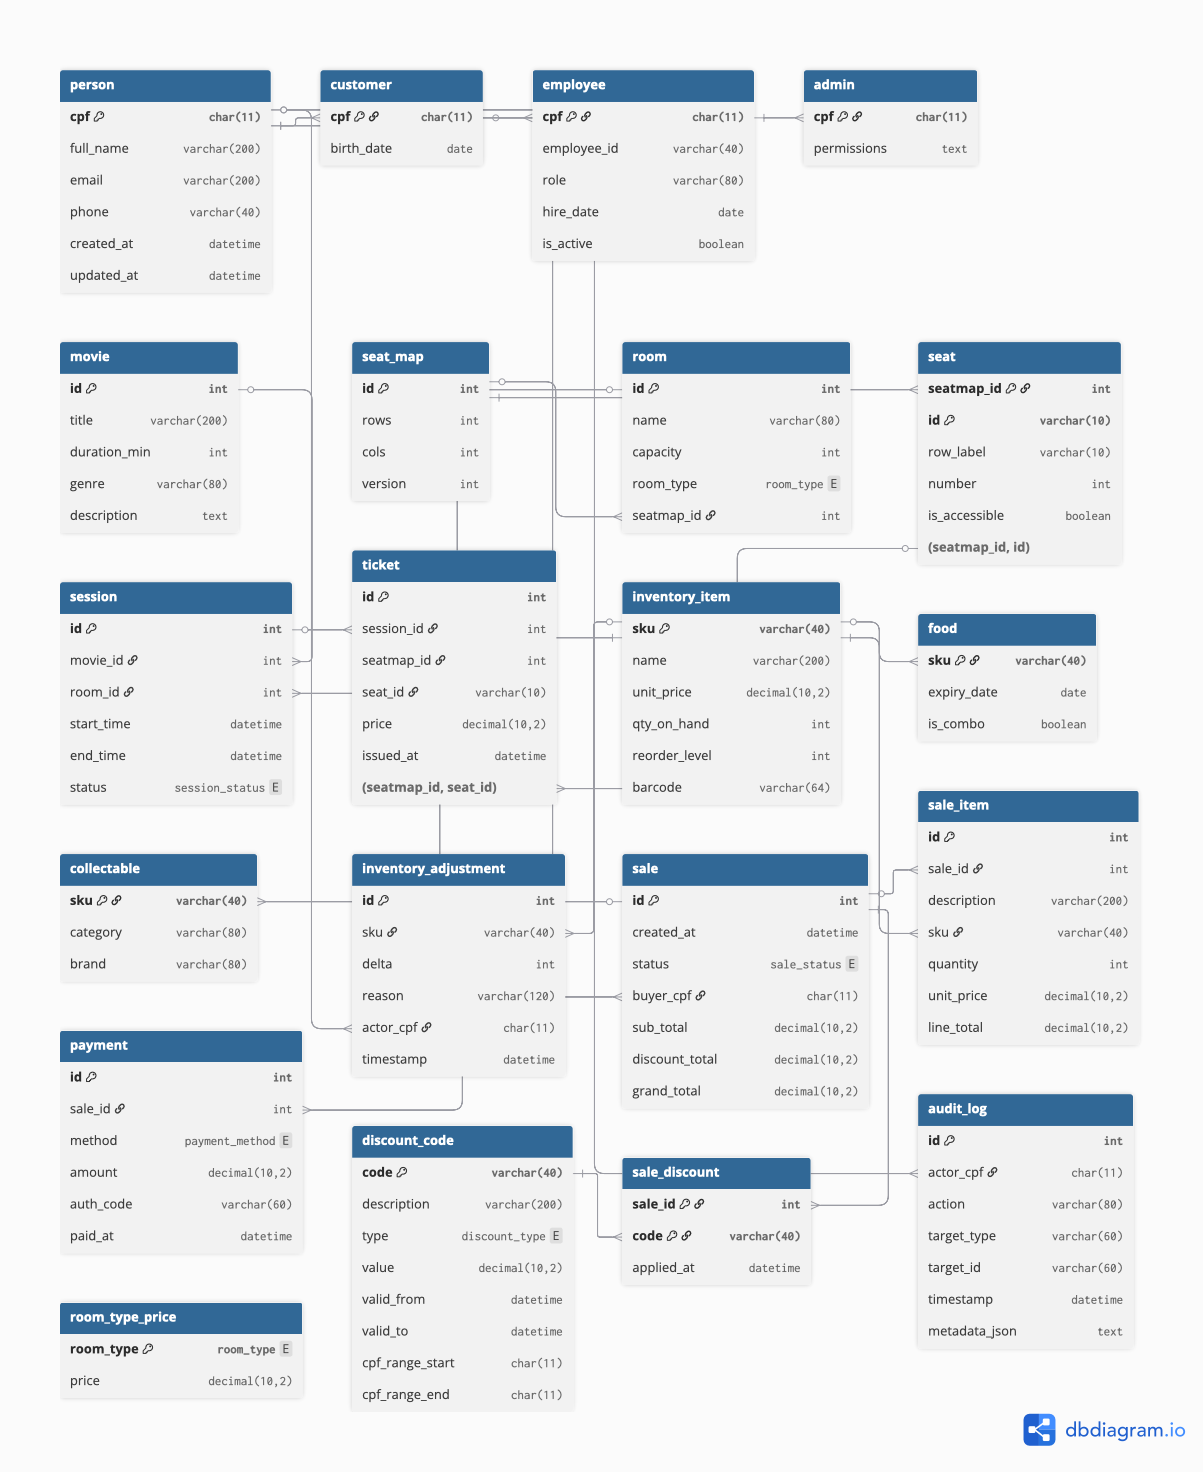 person
cpf char(11)
full_name varchar(200)
email varchar(200)
phone varchar(40)
created_at datetime
updated_at datetime
customer
cpf char(11)
birth_date date
employee
cpf char(11)
employee_id varchar(40)
role varchar(80)
hire_date date
is_active boolean
admin
cpf char(11)
permissions text
movie
id int
title varchar(200)
duration_min int
genre varchar(80)
description text
seat_map
id int
rows int
cols int
version int
room
id int
name varchar(80)
capacity int
room_type room_type E
seatmap_id int
seat
seatmap_id int
id varchar(10)
row_label varchar(10)
number int
is_accessible boolean
(seatmap_id, id)
session
id int
movie_id int
room_id int
start_time datetime
end_time datetime
status session_status E
ticket
id int
session_id int
seatmap_id int
seat_id varchar(10)
price decimal(10,2)
issued_at datetime
(seatmap_id, seat_id)
inventory_item
sku varchar(40)
name varchar(200)
unit_price decimal(10,2)
qty_on_hand int
reorder_level int
barcode varchar(64)
food
sku varchar(40)
expiry_date date
is_combo boolean
collectable
sku varchar(40)
category varchar(80)
brand varchar(80)
inventory_adjustment
id int
sku varchar(40)
delta int
reason varchar(120)
actor_cpf char(11)
timestamp datetime
sale
id int
created_at datetime
status sale_status E
buyer_cpf char(11)
sub_total decimal(10,2)
discount_total decimal(10,2)
grand_total decimal(10,2)
sale_item
id int
sale_id int
description varchar(200)
sku varchar(40)
quantity int
unit_price decimal(10,2)
line_total decimal(10,2)
payment
id int
sale_id int
method payment_method E
amount decimal(10,2)
auth_code varchar(60)
paid_at datetime
discount_code
code varchar(40)
description varchar(200)
type discount_type E
value decimal(10,2)
valid_from datetime
valid_to datetime
cpf_range_start char(11)
cpf_range_end char(11)
sale_discount
sale_id int
code varchar(40)
applied_at datetime
audit_log
id int
actor_cpf char(11)
action varchar(80)
target_type varchar(60)
target_id varchar(60)
timestamp datetime
metadata_json text
room_type_price
room_type room_type E
price decimal(10,2)
dbdiagram.io